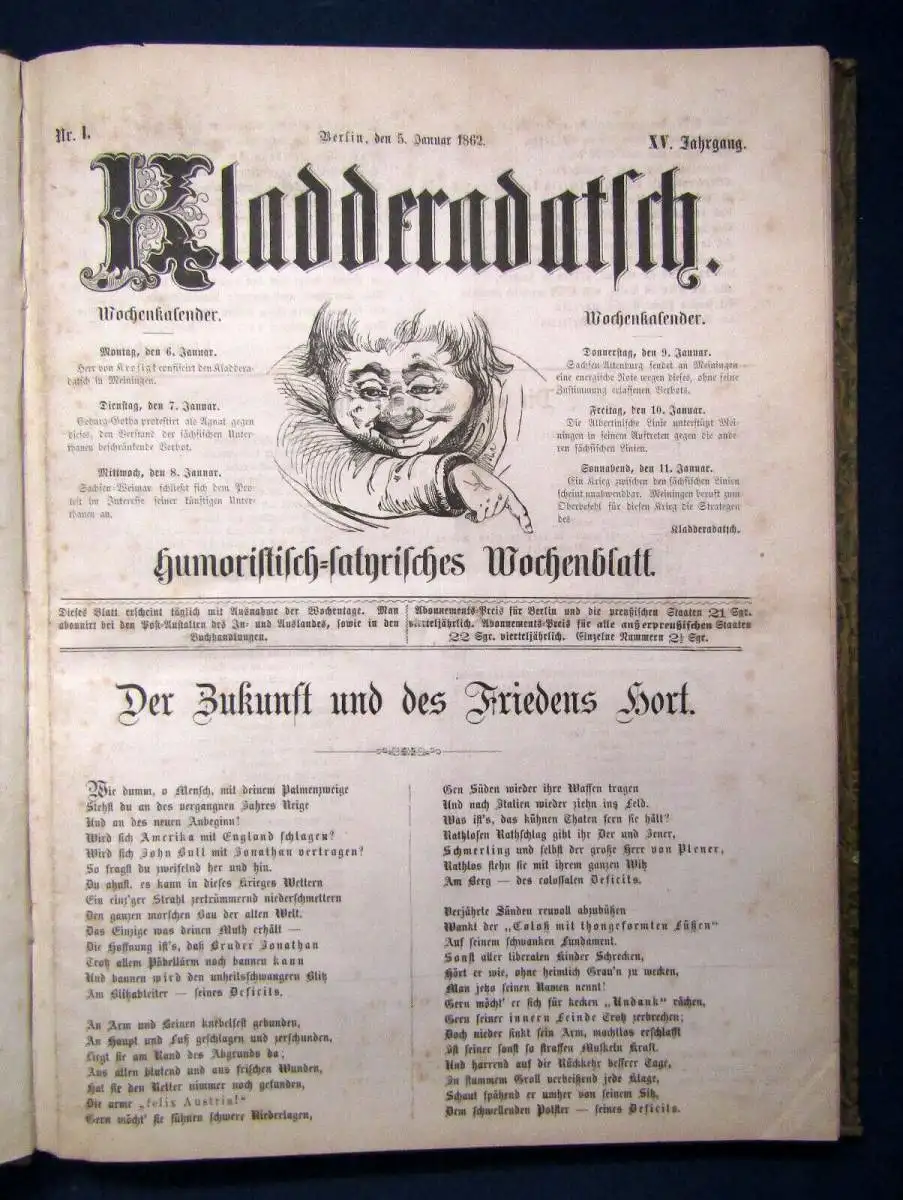 Nr. 1.
Berlin, den 5. Januar 1862.
XV. Jahrgang.
Kladderadatsch.
Wochenkalender.
Montag, den 6. Januar.
Herr von Krosigk confiscirt den Kladdera-
datsch in Meiningen.
Dienstag, den 7. Januar.
Coburg-Gotha protestirt als Agnat gegen
dieses, den Verstand der sächsischen Unter-
thanen beschränkende Verbot.
Mittwoch, den 8. Januar.
Sachsen-Weimar schließt sich dem Pro-
test im Interesse seiner künftigen Unter-
thanen an.
Wochenkalender.
Donnerstag, den 9. Januar.
Sachsen-Altenburg sendet an Meiningen
eine energische Note wegen dieses, ohne seine
Zustimmung erlassenen Verbots.
Freitag, den 10. Januar.
Die Albertinische Linie unterstützt Mei-
ningen in seinem Auftreten gegen die ande-
ren sächsischen Linien.
Sonnabend, den 11. Januar.
Ein Krieg zwischen den sächsischen Linien
scheint unabwendbar. Meiningen beruft zum
Oberbefehl für diesen Krieg die Strategen
des
Kladderadatsch.
Humoristisch-satyrisches Wochenblatt.
Dieses Blatt erscheint täglich mit Ausnahme der Wochentage. Man
abonnirt bei den Post-Anstalten des In- und Auslandes, sowie in den
Buchhandlungen.
Abonnements-Preis für Berlin und die preußischen Staaten 21 Sgr.
vierteljährlich. Abonnements-Preis für alle außerpreußischen Staaten
22 Sgr. vierteljährlich. Einzelne Nummern 2½ Sgr.
Der Zukunft und des Friedens Hort.
Wie dumm, o Mensch, mit deinem Palmenzweige
Stehst du an des vergangnen Jahres Neige
Und an des neuen Anbeginn!
Wird sich Amerika mit England schlagen?
Wird sich John Bull mit Jonathan vertragen?
So fragst du zweifelnd her und hin.
Du ahnst, es kann in dieses Krieges Wettern
Ein einz'ger Strahl zertrümmernd niederschmettern
Den ganzen morschen Bau der alten Welt.
Das Einzige was deinen Muth erhält —
Die Hoffnung ist's, daß Bruder Jonathan
Trotz allem Pöbellärm noch bannen kann
Und bannen wird den unheilschwangern Blitz
Am Blitzableiter — seines Deficits.
An Arm und Beinen knebelfest gebunden,
An Haupt und Fuß geschlagen und zerschunden,
Liegt sie am Rand des Abgrunds da;
Aus alten blutend und aus frischen Wunden,
Hat sie den Retter nimmer noch gefunden,
Die arme „felix Austria!"
Gern möcht' sie sühnen schwere Niederlagen,
Gen Süden wieder ihre Waffen tragen
Und nach Italien wieder ziehn ins Feld.
Was ist's, das kühnen Thaten fern sie hält?
Rathlosen Rathschlag gibt ihr Der und Jener,
Schmerling und selbst der große Herr von Plener,
Rathlos stehn sie mit ihrem ganzen Witz
Am Berg — des colossalen Deficits.
Verjährte Sünden reuvoll abzubüßen
Wankt der „Coloß mit thongeformten Füßen"
Auf seinem schwanken Fundament.
Sonst aller liberalen Kinder Schrecken,
Hört er wie, ohne heimlich Grau'n zu wecken,
Man jetzo seinen Namen nennt!
Gern möcht' er sich für kecken „Undank" rächen,
Gern seiner innern Feinde Trotz zerbrechen;
Doch nieder sinkt sein Arm, machtlos erschlafft
Ist seiner sonst so straffen Muskeln Kraft.
Und harrend auf die Rückkehr bessrer Tage,
In stummem Groll verbeißend jede Klage,
Schaut spähend er umher von seinem Sitz,
Dem schwellenden Polster — seines Deficits.